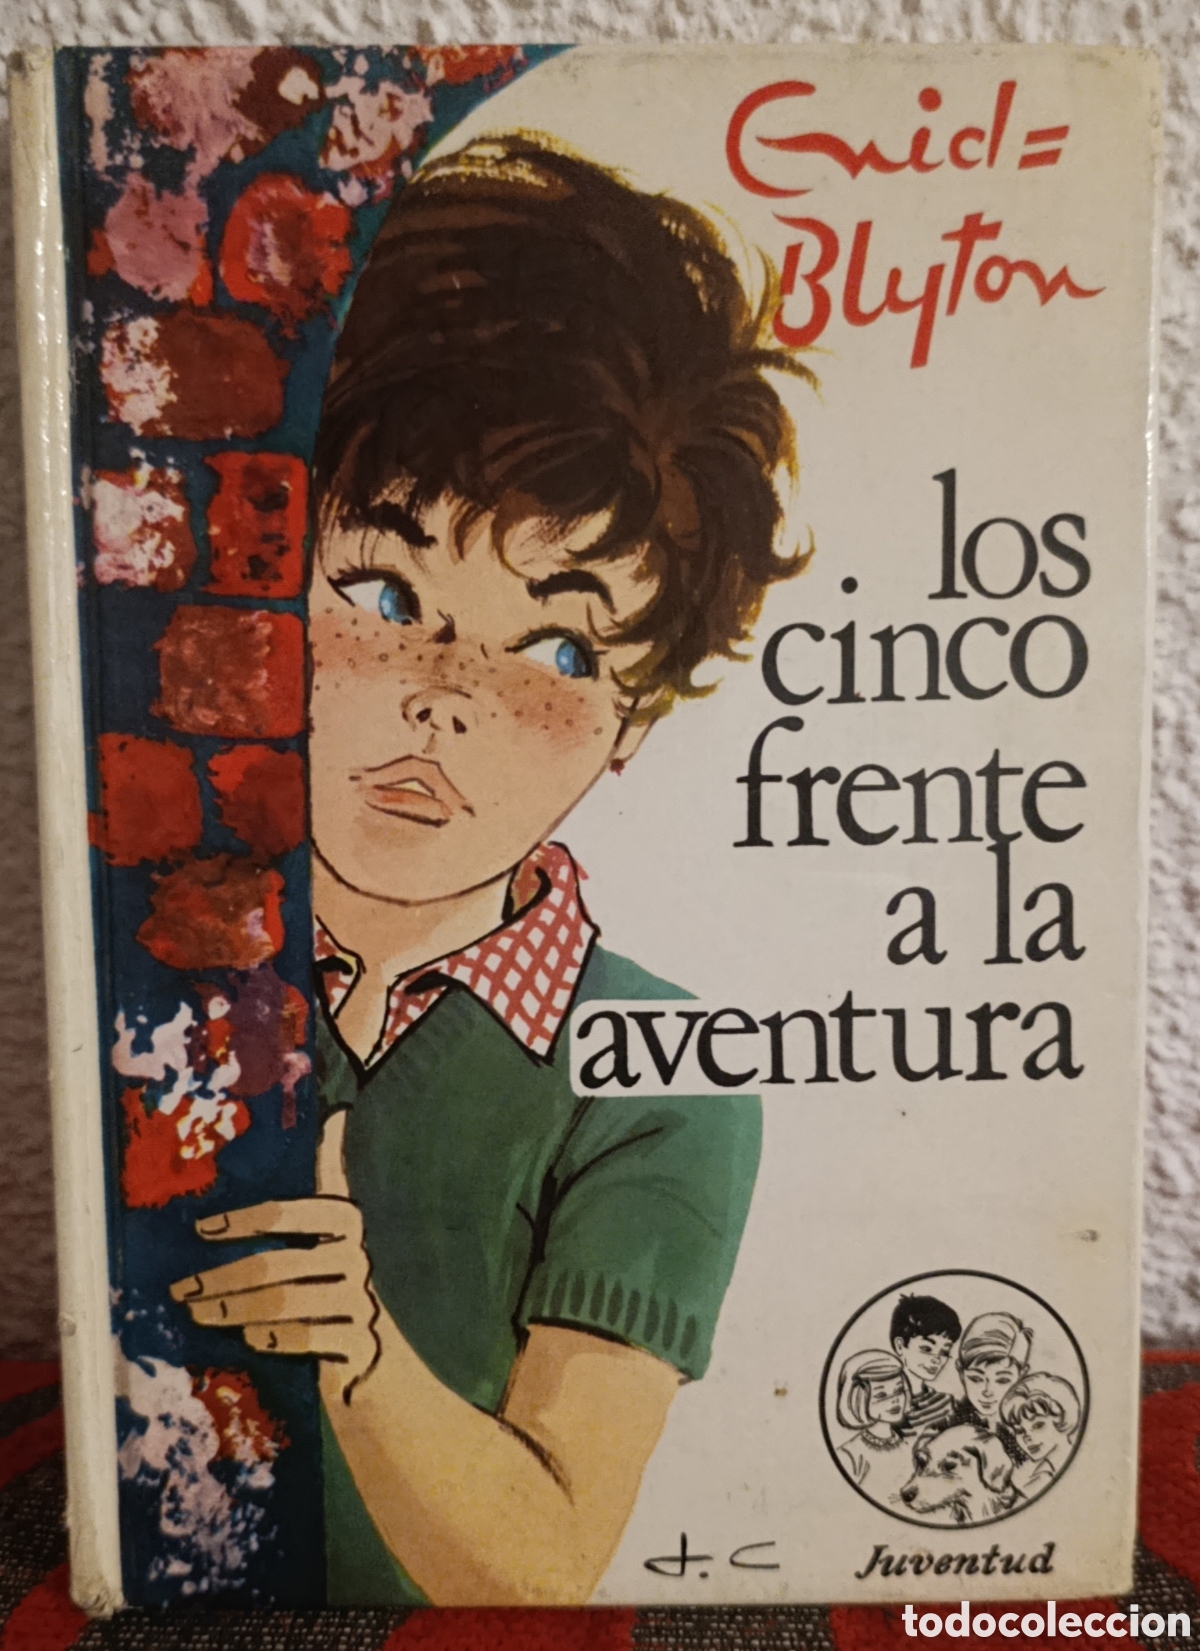 Enid
Blyton
los
cinco
frente
a la
aventura
J.C
Juventud
todocoleccion